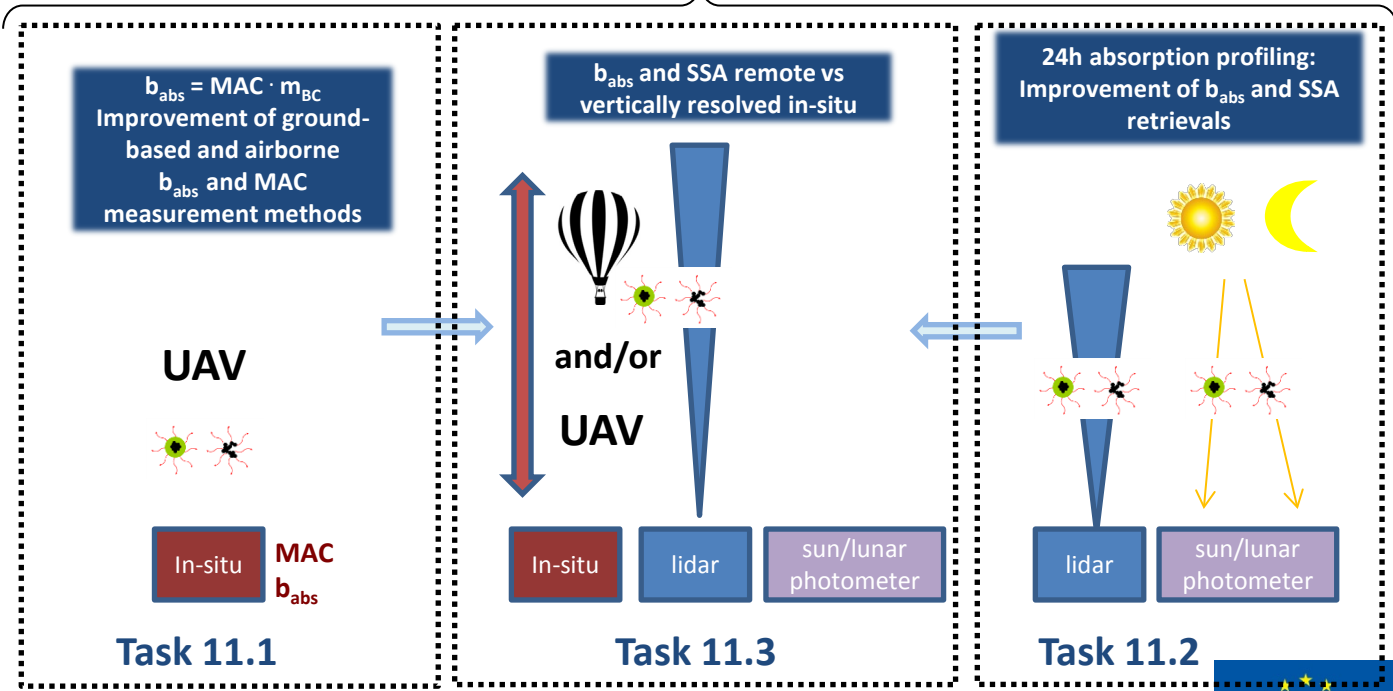 b_abs = MAC · m_BC
Improvement of ground-
based and airborne
b_abs and MAC
measurement methods
UAV
In-situ
MAC
b_abs
Task 11.1
b_abs and SSA remote vs
vertically resolved in-situ
and/or
UAV
In-situ
lidar
sun/lunar
photometer
Task 11.3
24h absorption profiling:
Improvement of b_abs and SSA
retrievals
lidar
sun/lunar
photometer
Task 11.2